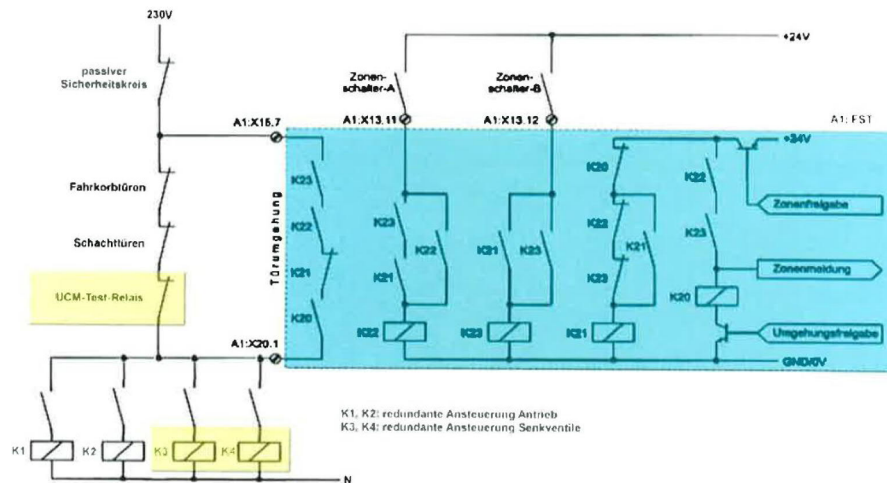 230V
+24V
passiver
Sicherheitskreis
Zonen-
schalter-A
Zonen-
schalter-B
A1:X15.7
A1:X13.11
A1:X13.12
A1: FST
+24V
Fahrkorbtüren
Schachttüren
UCM-Test-Relais
Türumgehung
K23
K22
K21
K20
K23
K22
K21
K22
K21
K23
K23
K20
K22
K21
K23
K21
K22
K23
K20
Zonenfreigabe
Zonenmeldung
Umgehungsfreigabe
A1:X20.1
GND/0V
K1
K2
K3
K4
N
K1, K2: redundante Ansteuerung Antrieb
K3, K4: redundante Ansteuerung Senkventile